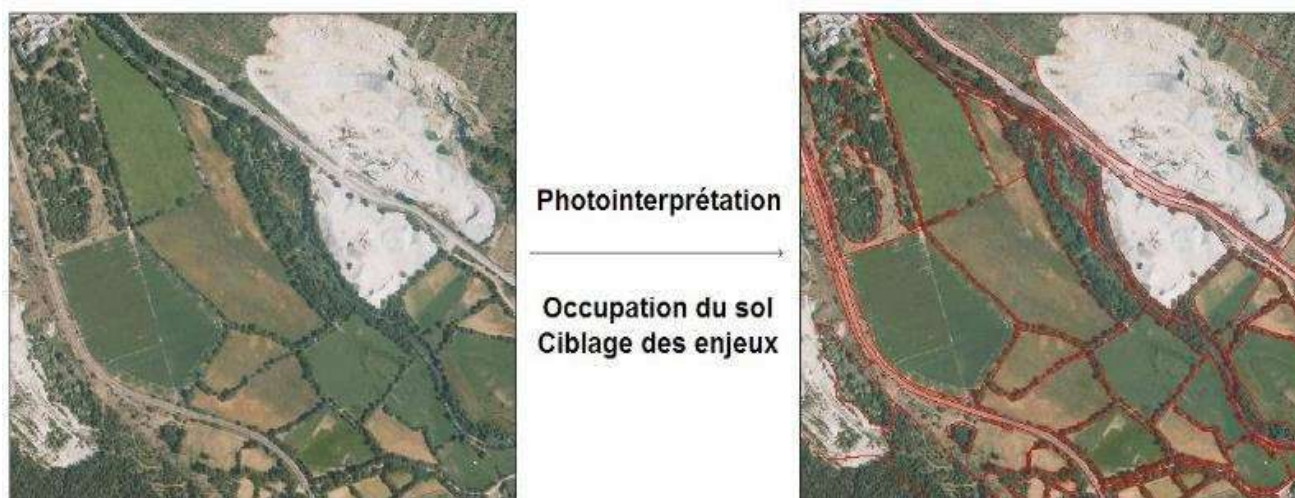 Photointerprétation
Occupation du sol
Ciblage des enjeux